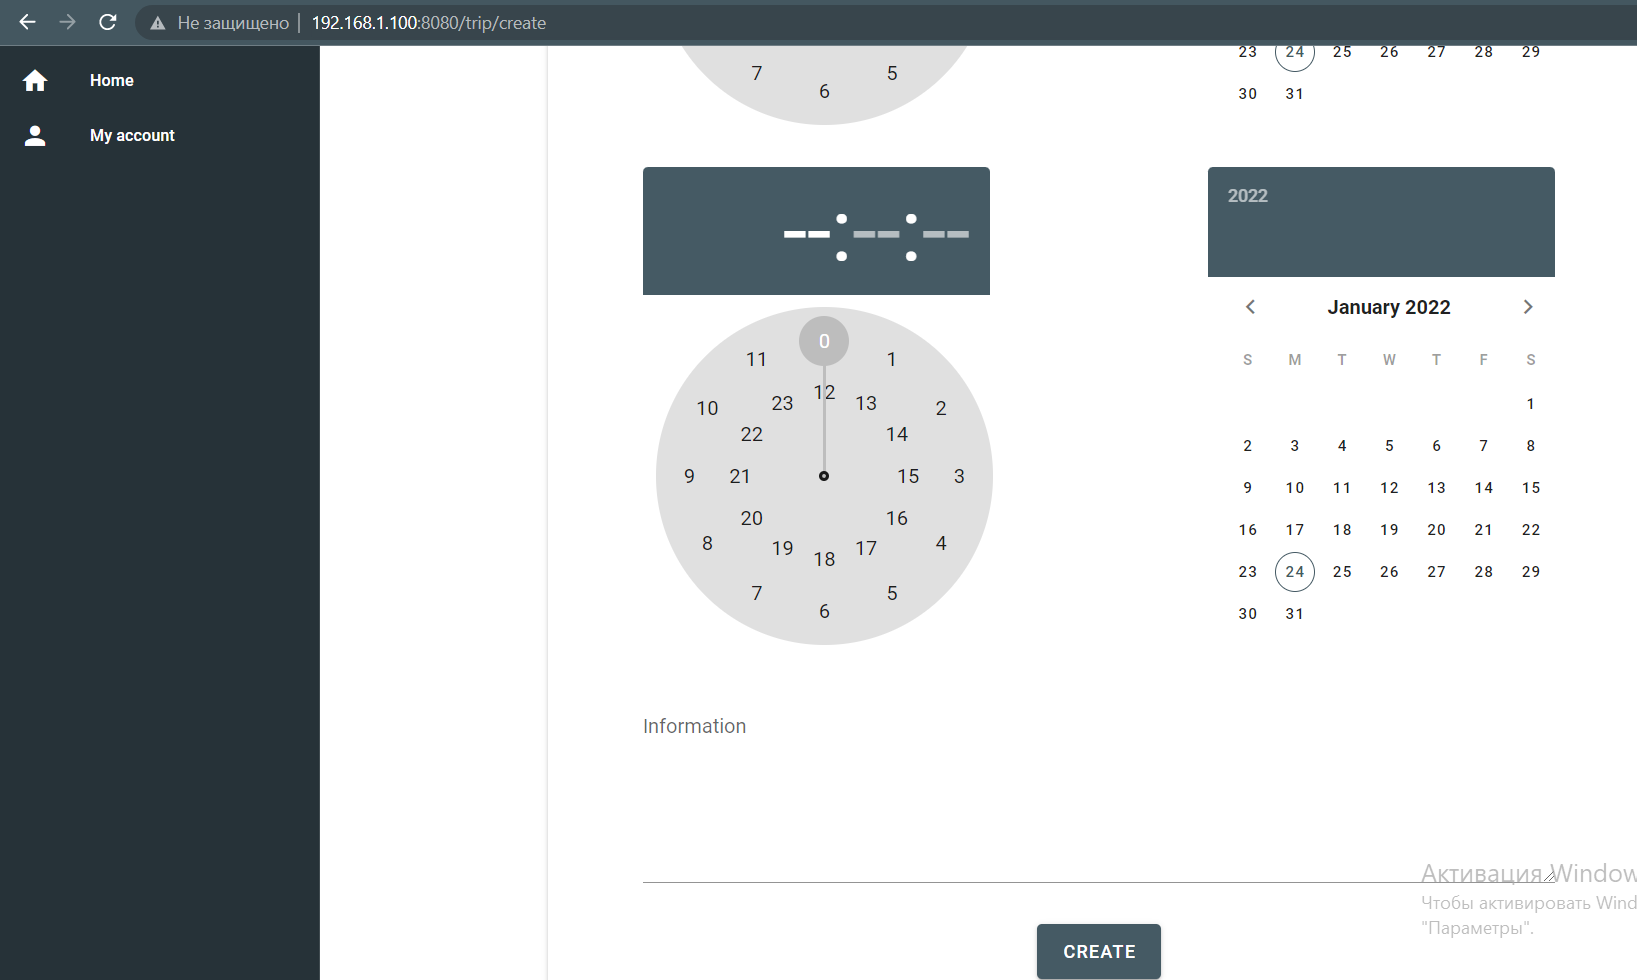 Не защищено | 192.168.1.100:8080/trip/create
Home
My account
7 5
6
23 24 25 26 27 28 29
30 31
--:--:--
2022
January 2022
S M T W T F S
1
2 3 4 5 6 7 8
9 10 11 12 13 14 15
16 17 18 19 20 21 22
23 24 25 26 27 28 29
30 31
0
11 1
12
23 13
10 2
22 14
9 21 15 3
20 16
8 4
19 17
18
7 5
6
Information
Активация Window
Чтобы активировать Wind
"Параметры".
CREATE